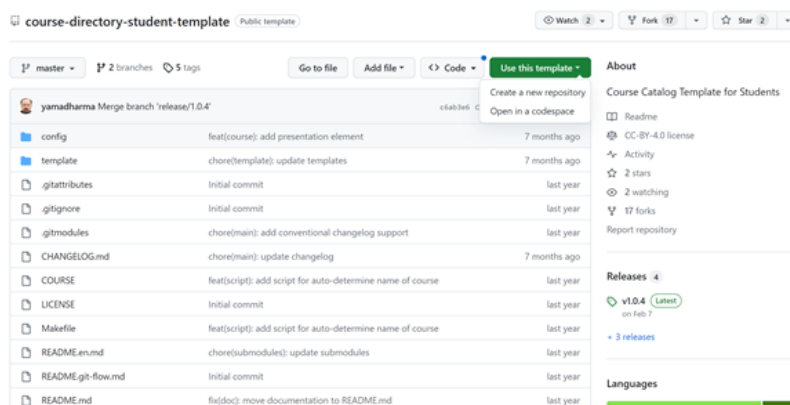 course-directory-student-template Public template
Watch 2
Fork 17
Star 2
master
2 branches
5 tags
Go to file
Add file
<> Code
Use this template
Create a new repository
Open in a codespace
yamadharma Merge branch 'release/1.0.4'
c6ab3e6
config feat(course): add presentation element 7 months ago
template chore(template): update templates 7 months ago
.gitattributes Initial commit last year
.gitignore Initial commit last year
.gitmodules chore(main): add conventional changelog support last year
CHANGELOG.md chore(main): update changelog 7 months ago
COURSE feat(script): add script for auto-determine name of course last year
LICENSE Initial commit last year
Makefile feat(script): add script for auto-determine name of course last year
README.en.md chore(submodules): update submodules last year
README.git-flow.md Initial commit last year
README.md fix(doc): move documentation to README.md last year
About
Course Catalog Template for Students
Readme
CC-BY-4.0 license
Activity
2 stars
2 watching
17 forks
Report repository
Releases 4
v1.0.4 Latest
on Feb 7
+ 3 releases
Languages